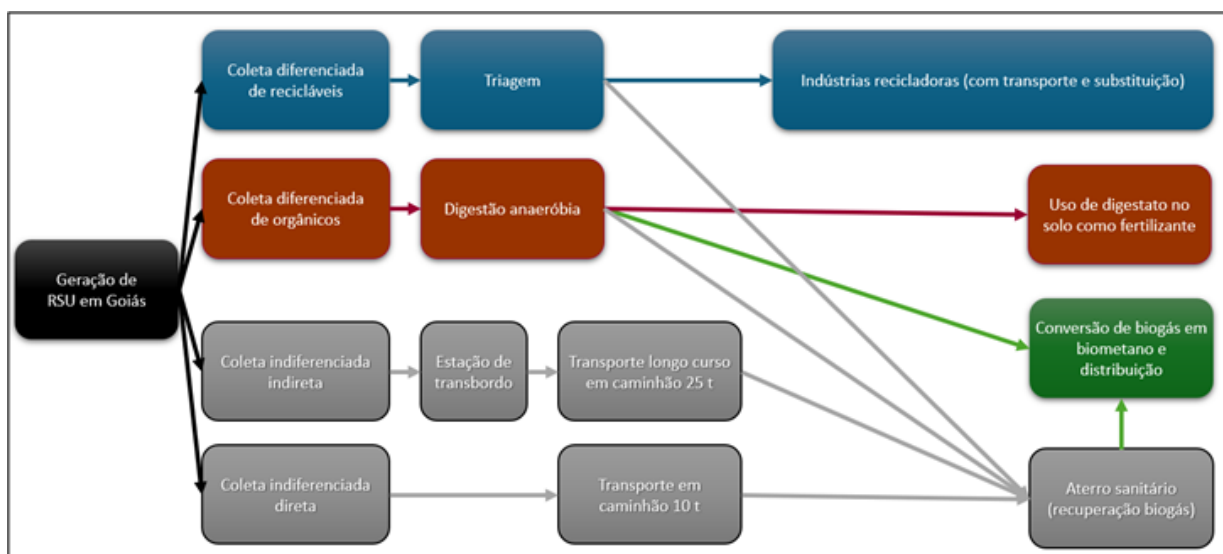 Coleta diferenciada
de recicláveis
Triagem
Indústrias recicladoras (com transporte e substituição)
Coleta diferenciada
de orgânicos
Digestão anaeróbia
Uso de digestato no
solo como fertilizante
Geração de
RSU em Goiás
Conversão de biogás em
biometano e
distribuição
Coleta indiferenciada
indireta
Estação de
transbordo
Transporte longo curso
em caminhão 25 t
Coleta indiferenciada
direta
Transporte em
caminhão 10 t
Aterro sanitário
(recuperação biogás)